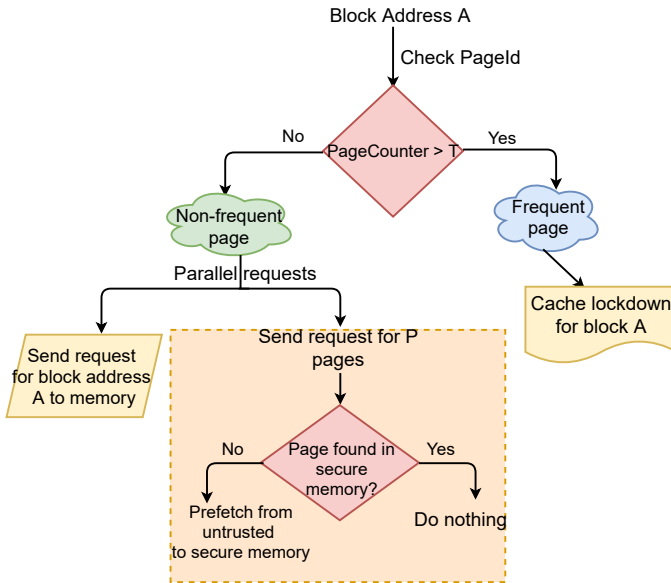 Block Address A
Check PageId
No
PageCounter > T
Yes
Non-frequent
page
Frequent
page
Parallel requests
Cache lockdown
for block A
Send request
for block address
A to memory
Send request for P
pages
No
Page found in
secure
memory?
Yes
Prefetch from
untrusted
to secure memory
Do nothing